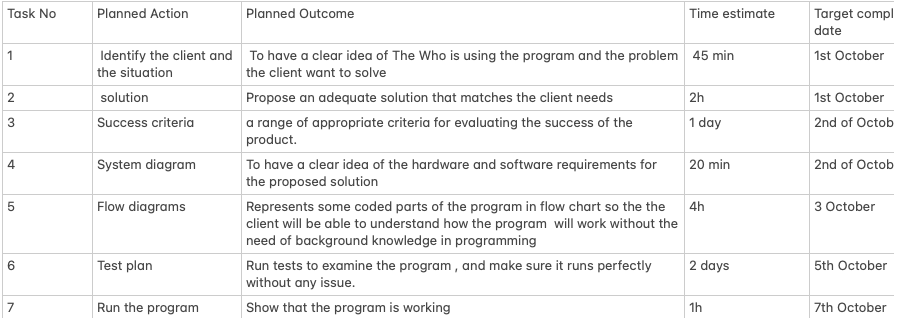 Task No Planned Action Planned Outcome Time estimate Target compl
date
1 Identify the client and To have a clear idea of The Who is using the program and the problem 45 min 1st October
the situation the client want to solve
2 solution Propose an adequate solution that matches the client needs 2h 1st October
3 Success criteria a range of appropriate criteria for evaluating the success of the 1 day 2nd of Octob
product.
4 System diagram To have a clear idea of the hardware and software requirements for 20 min 2nd of Octob
the proposed solution
5 Flow diagrams Represents some coded parts of the program in flow chart so the the 4h 3 October
client will be able to understand how the program will work without the
need of background knowledge in programming
6 Test plan Run tests to examine the program , and make sure it runs perfectly 2 days 5th October
without any issue.
7 Run the program Show that the program is working 1h 7th October